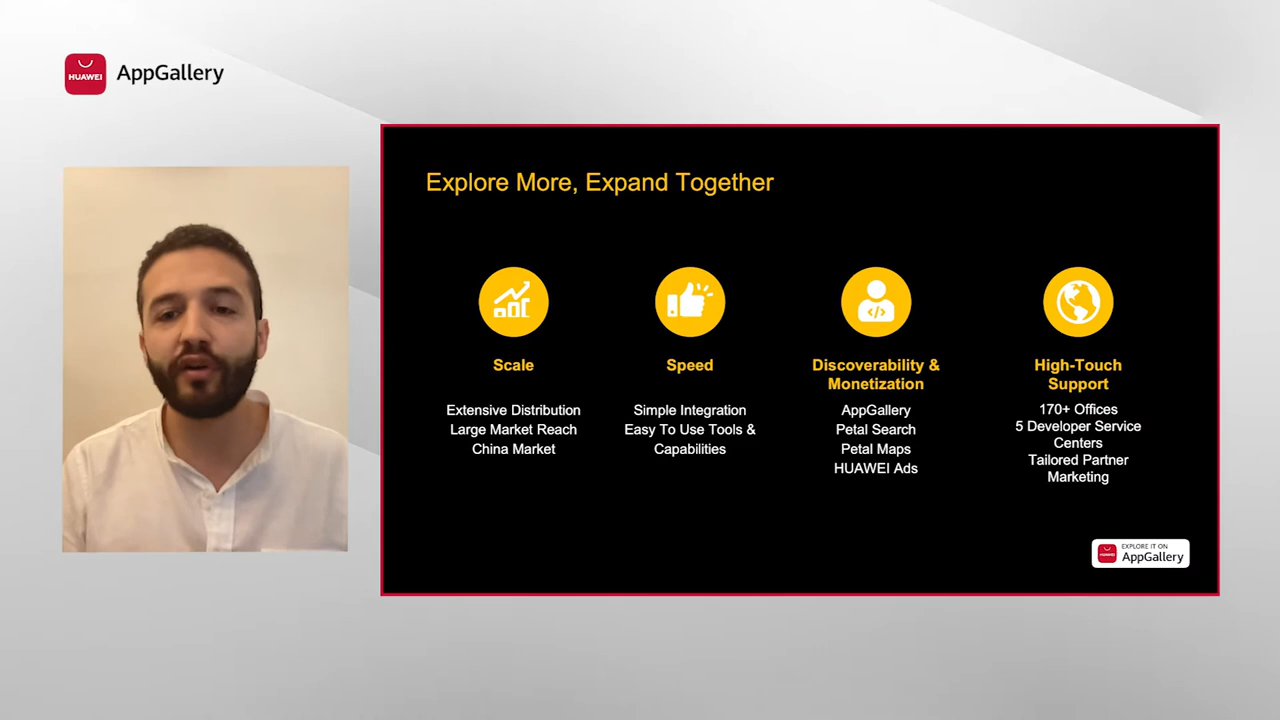 HUAWEI
AppGallery
Explore More, Expand Together
Scale
Extensive Distribution
Large Market Reach
China Market
Speed
Simple Integration
Easy To Use Tools &
Capabilities
Discoverability &
Monetization
AppGallery
Petal Search
Petal Maps
HUAWEI Ads
High-Touch
Support
170+ Offices
5 Developer Service
Centers
Tailored Partner
Marketing
HUAWEI
EXPLORE IT ON
AppGallery